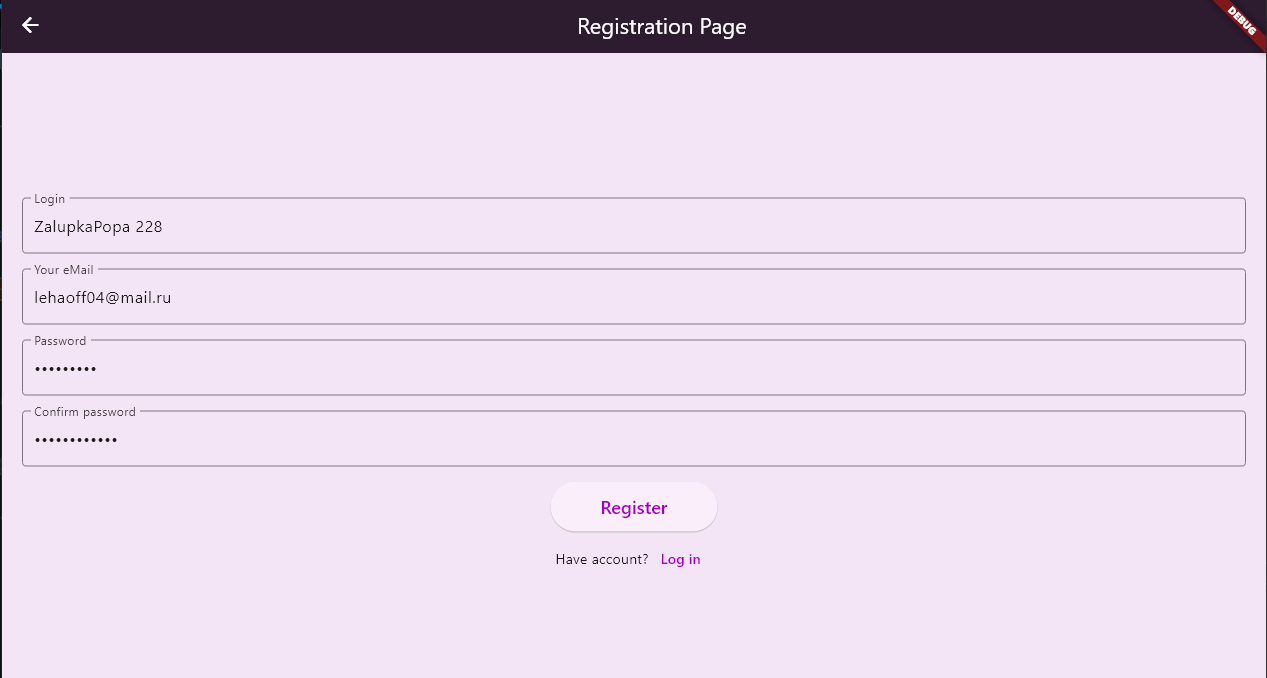 Registration Page
DEBUG
Login
ZalupkaPopa 228
Your eMail
lehaoff04@mail.ru
Password
•••••••••
Confirm password
••••••••••••
Register
Have account? Log in